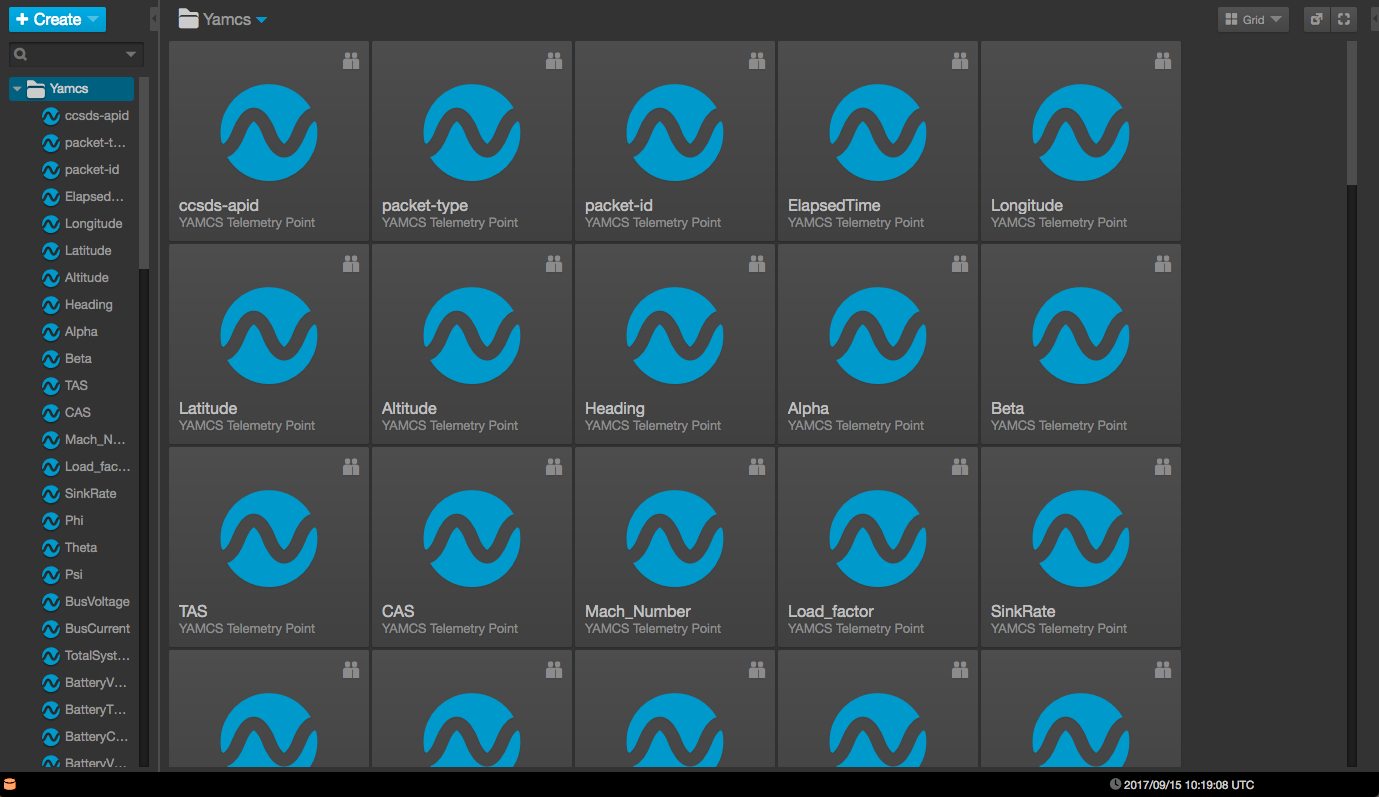 + Create
Yamcs
Grid
Yamcs
ccsds-apid
packet-t...
packet-id
Elapsed...
Longitude
Latitude
Altitude
Heading
Alpha
Beta
TAS
CAS
Mach_N...
Load_fac...
SinkRate
Phi
Theta
Psi
BusVoltage
BusCurrent
TotalSyst...
BatteryV...
BatteryT...
BatteryC...
BatteryV...
ccsds-apid
YAMCS Telemetry Point
packet-type
YAMCS Telemetry Point
packet-id
YAMCS Telemetry Point
ElapsedTime
YAMCS Telemetry Point
Longitude
YAMCS Telemetry Point
Latitude
YAMCS Telemetry Point
Altitude
YAMCS Telemetry Point
Heading
YAMCS Telemetry Point
Alpha
YAMCS Telemetry Point
Beta
YAMCS Telemetry Point
TAS
YAMCS Telemetry Point
CAS
YAMCS Telemetry Point
Mach_Number
YAMCS Telemetry Point
Load_factor
YAMCS Telemetry Point
SinkRate
YAMCS Telemetry Point
2017/09/15 10:19:08 UTC